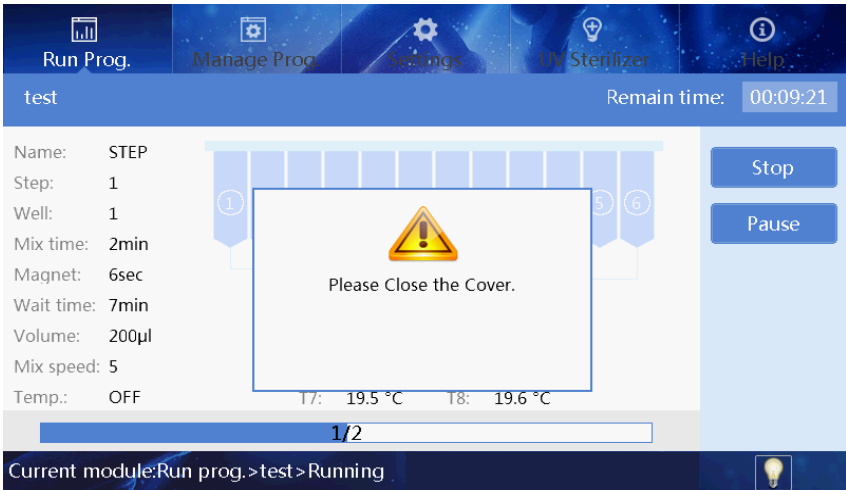 Run Prog. Manage Prog. Settings UV Sterilizer Help
test Remain time: 00:09:21
Name: STEP
Step: 1
Well: 1
Mix time: 2min
Magnet: 6sec
Wait time: 7min
Volume: 200μl
Mix speed: 5
Temp.: OFF
1 5 6
Please Close the Cover.
T7: 19.5 °C T8: 19.6 °C
Stop
Pause
1/2
Current module:Run prog.>test>Running